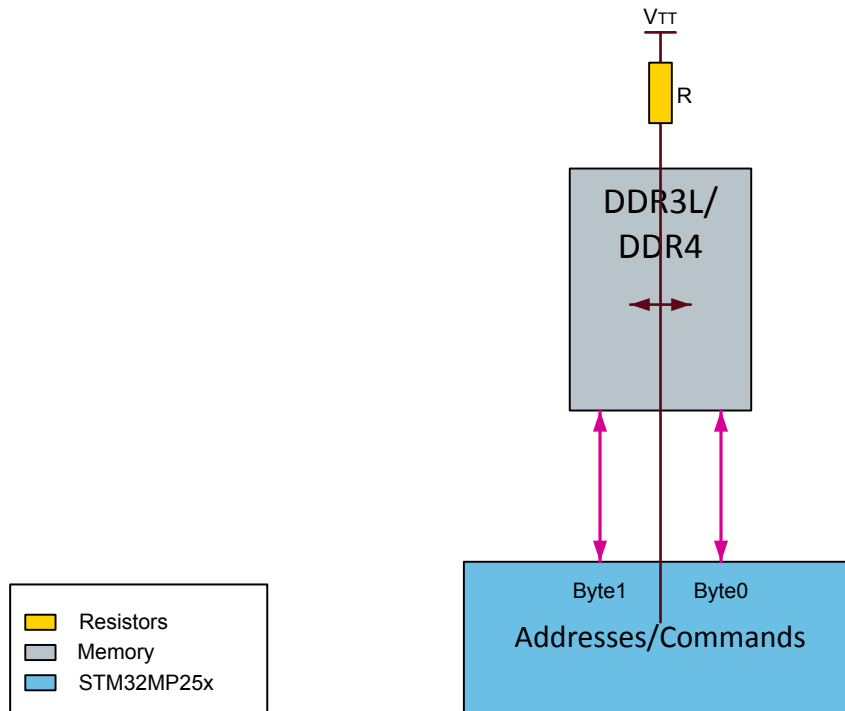 VTT
R
DDR3L/
DDR4
Byte1 Byte0
Addresses/Commands
Resistors
Memory
STM32MP25x